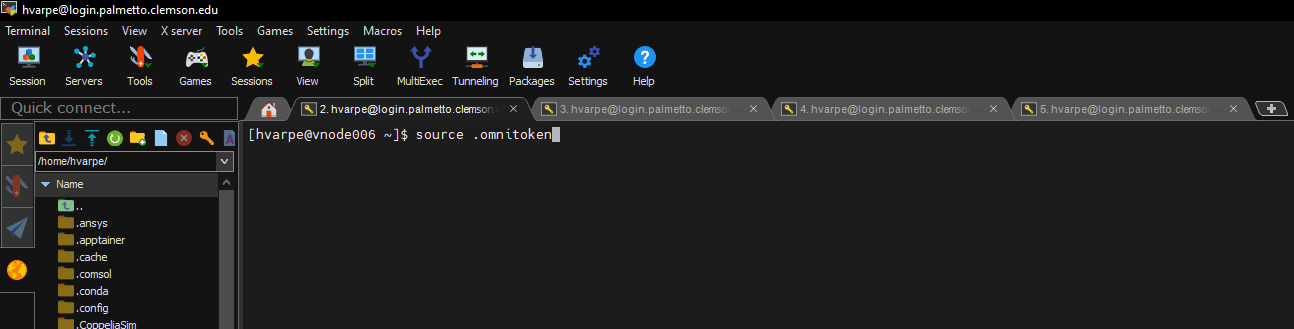 hvarpe@login.palmetto.clemson.edu
Terminal Sessions View X server Tools Games Settings Macros Help
Session Servers Tools Games Sessions View Split MultiExec Tunneling Packages Settings Help
Quick connect...
2. hvarpe@login.palmetto.clemson
3. hvarpe@login.palmetto.clemson
4. hvarpe@login.palmetto.clemson
5. hvarpe@login.palmetto.clemson
[hvarpe@vnode006 ~]$ source .omnitoken
/home/hvarpe/
Name
..
.ansys
.apptainer
.cache
.comsol
.conda
.config
.CoppeliaSim